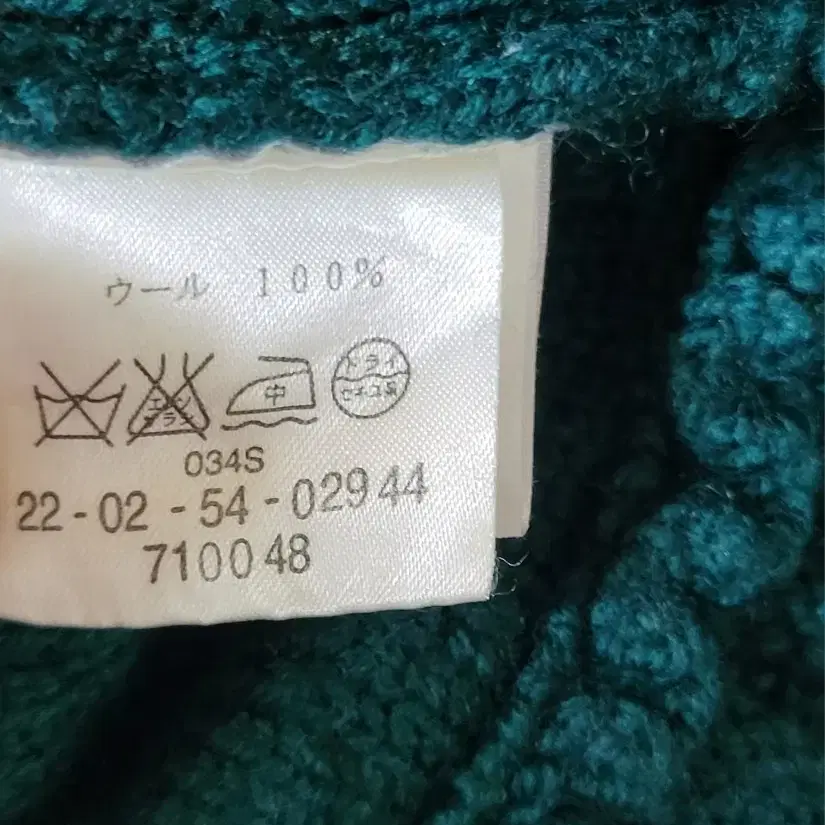 ウール 100%
エンソ サラシ 中 ドライ セキユ系
034S
22-02-54-02944
710048